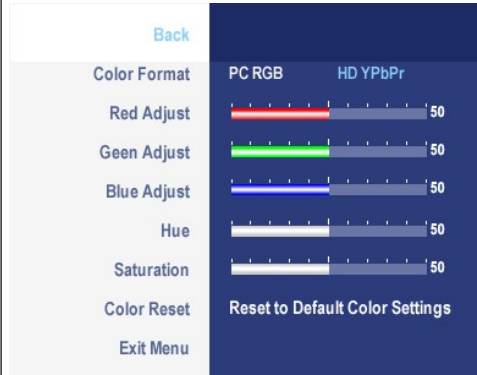 Back
Color Format PC RGB HD YPbPr
Red Adjust 50
Geen Adjust 50
Blue Adjust 50
Hue 50
Saturation 50
Color Reset Reset to Default Color Settings
Exit Menu